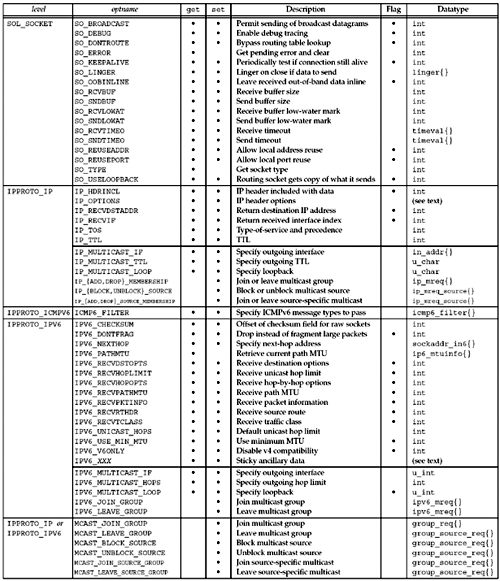 level optname get set Description Flag Datatype
SOL_SOCKET SO_BROADCAST • • Permit sending of broadcast datagrams • int
SO_DEBUG • • Enable debug tracing • int
SO_DONTROUTE • • Bypass routing table lookup • int
SO_ERROR • Get pending error and clear int
SO_KEEPALIVE • • Periodically test if connection still alive • int
SO_LINGER • • Linger on close if data to send linger{}
SO_OOBINLINE • • Leave received out-of-band data inline • int
SO_RCVBUF • • Receive buffer size int
SO_SNDBUF • • Send buffer size int
SO_RCVLOWAT • • Receive buffer low-water mark int
SO_SNDLOWAT • • Send buffer low-water mark int
SO_RCVTIMEO • • Receive timeout timeval{}
SO_SNDTIMEO • • Send timeout timeval{}
SO_REUSEADDR • • Allow local address reuse • int
SO_REUSEPORT • • Allow local port reuse • int
SO_TYPE • Get socket type int
SO_USELOOPBACK • • Routing socket gets copy of what it sends • int
IPPROTO_IP IP_HDRINCL • • IP header included with data • int
IP_OPTIONS • • IP header options (see text)
IP_RECVDSTADDR • • Return destination IP address • int
IP_RECVIF • • Return received interface index • int
IP_TOS • • Type-of-service and precedence int
IP_TTL • • TTL int
IP_MULTICAST_IF • • Specify outgoing interface in_addr{}
IP_MULTICAST_TTL • • Specify outgoing TTL u_char
IP_MULTICAST_LOOP • • Specify loopback u_char
IP_{ADD,DROP}_MEMBERSHIP • Join or leave multicast group ip_mreq{}
IP_{BLOCK,UNBLOCK}_SOURCE • Block or unblock multicast source ip_mreq_source{}
IP_{ADD,DROP}_SOURCE_MEMBERSHIP • Join or leave source-specific multicast ip_mreq_source{}
IPPROTO_ICMPV6 ICMP6_FILTER • • Specify ICMPv6 message types to pass icmp6_filter{}
IPPROTO_IPV6 IPV6_CHECKSUM • • Offset of checksum field for raw sockets int
IPV6_DONTFRAG • • Drop instead of fragment large packets • int
IPV6_NEXTHOP • • Specify next-hop address sockaddr_in6{}
IPV6_PATHMTU • Retrieve current path MTU ip6_mtuinfo{}
IPV6_RECVDSTOPTS • • Receive destination options • int
IPV6_RECVHOPLIMIT • • Receive unicast hop limit • int
IPV6_RECVHOPOPTS • • Receive hop-by-hop options • int
IPV6_RECVPATHMTU • • Receive path MTU • int
IPV6_RECVPKTINFO • • Receive packet information • int
IPV6_RECVRTHDR • • Receive source route • int
IPV6_RECVTCLASS • • Receive traffic class • int
IPV6_UNICAST_HOPS • • Default unicast hop limit int
IPV6_USE_MIN_MTU • • Use minimum MTU • int
IPV6_V6ONLY • • Disable v4 compatibility • int
IPV6_XXX • • Sticky ancillary data (see text)
IPV6_MULTICAST_IF • • Specify outgoing interface u_int
IPV6_MULTICAST_HOPS • • Specify outgoing hop limit int
IPV6_MULTICAST_LOOP • • Specify loopback • u_int
IPV6_JOIN_GROUP • Join multicast group ipv6_mreq{}
IPV6_LEAVE_GROUP • Leave multicast group ipv6_mreq{}
IPPROTO_IP or MCAST_JOIN_GROUP • Join multicast group group_req{}
IPPROTO_IPV6 MCAST_LEAVE_GROUP • Leave multicast group group_source_req{}
MCAST_BLOCK_SOURCE • Block multicast source group_source_req{}
MCAST_UNBLOCK_SOURCE • Unblock multicast source group_source_req{}
MCAST_JOIN_SOURCE_GROUP • Join source-specific multicast group_source_req{}
MCAST_LEAVE_SOURCE_GROUP • Leave source-specific multicast group_source_req{}